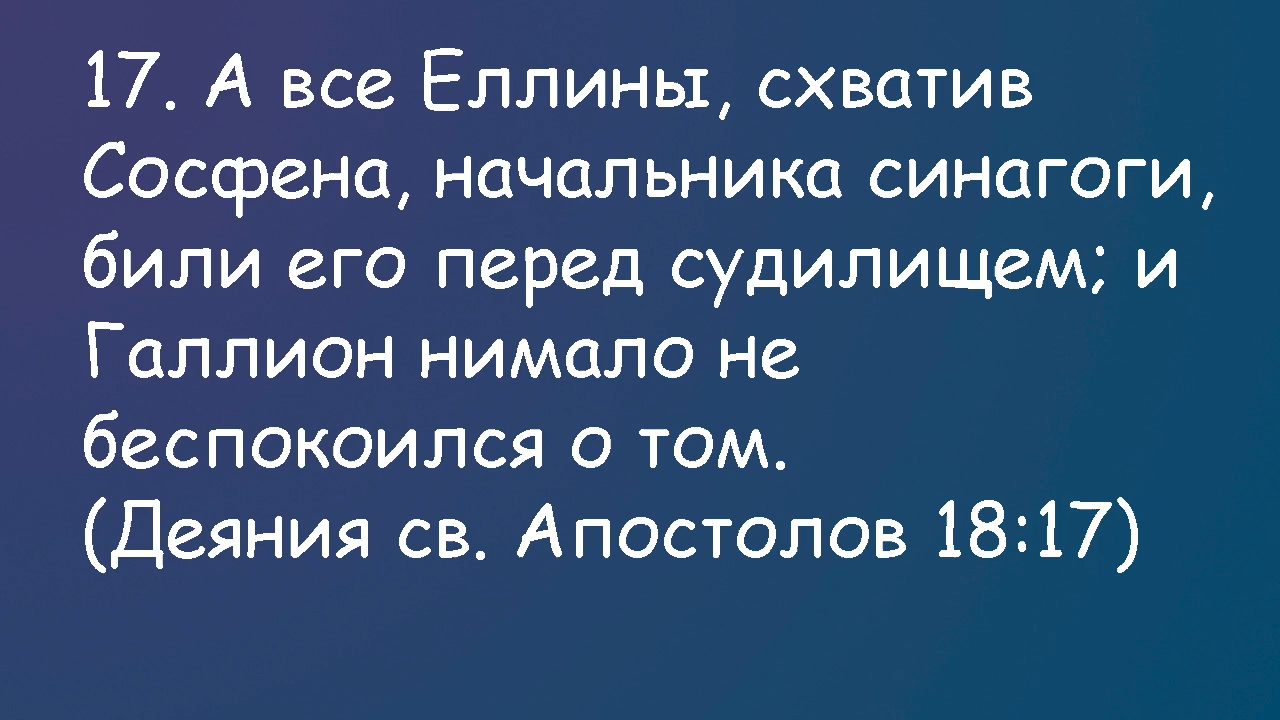 17. А все Еллины, схватив
Сосфена, начальника синагоги,
били его перед судилищем; и
Галлион нимало не
беспокоился о том.
(Деяния св. Апостолов 18:17)